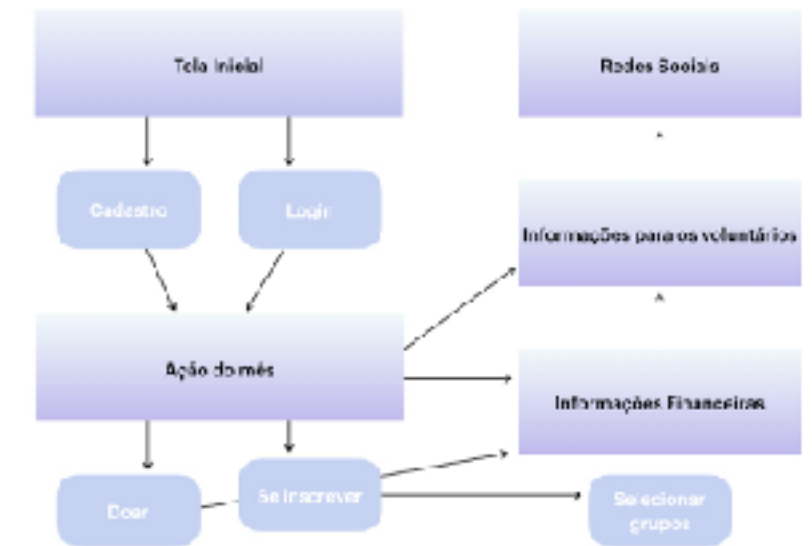 Tela Inicial
Redes Sociais
Cadastro
Login
Informações para os voluntários
Ação do mês
Informações Financeiras
Doar
Se inscrever
Selecionar
grupos